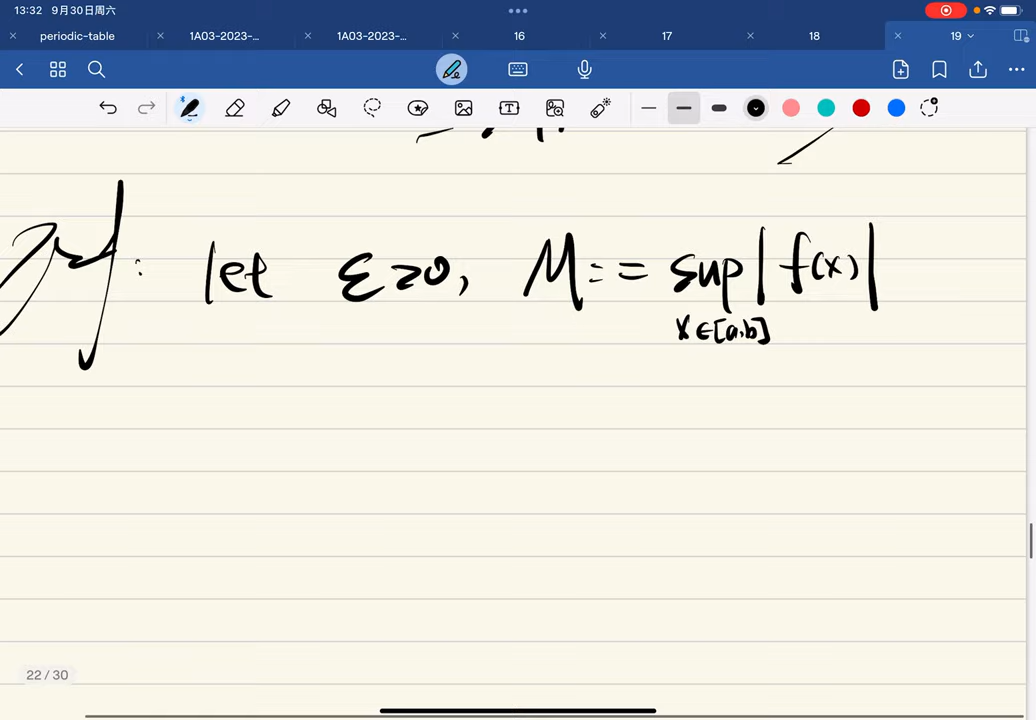 13:32 9月30日周六
periodic-table 1A03-2023-... 1A03-2023-... 16 17 18 19
: let ε>0, M := sup|f(x)|
x∈[a,b]
22 / 30